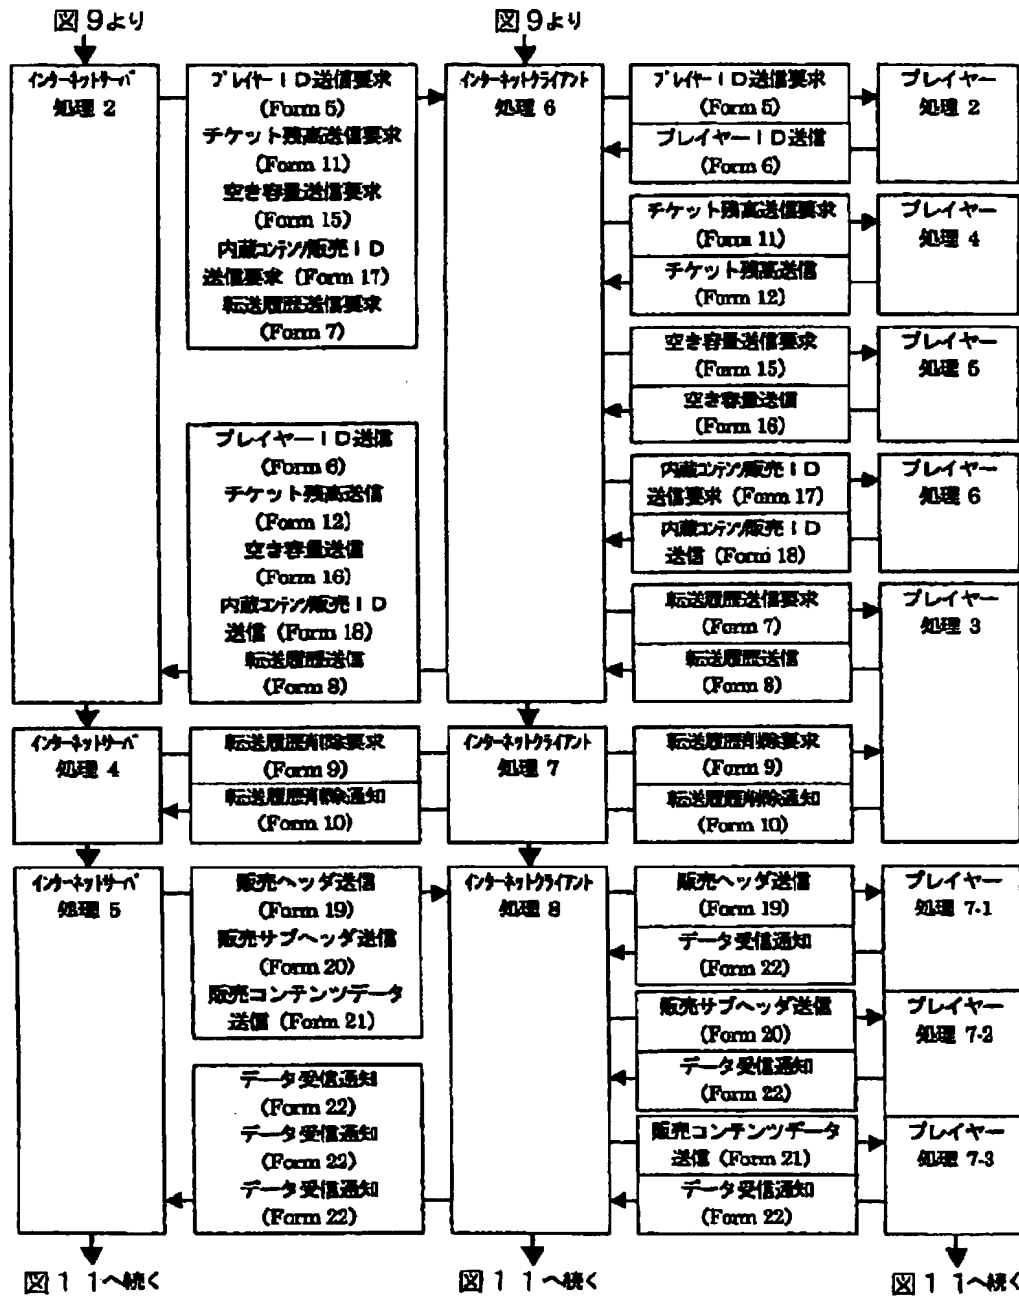 図9より
図9より
インターネットサーバ
処理 2
プレイヤーID送信要求
(Form 5)
チケット残高送信要求
(Form 11)
空き容量送信要求
(Form 15)
内蔵コンテンツ販売ID
送信要求 (Form 17)
転送履歴送信要求
(Form 7)
プレイヤーID送信
(Form 6)
チケット残高送信
(Form 12)
空き容量送信
(Form 16)
内蔵コンテンツ販売ID
送信 (Form 18)
転送履歴送信
(Form 8)
インターネットクライアント
処理 6
プレイヤーID送信要求
(Form 5)
プレイヤーID送信
(Form 6)
プレイヤー
処理 2
チケット残高送信要求
(Form 11)
チケット残高送信
(Form 12)
プレイヤー
処理 4
空き容量送信要求
(Form 15)
空き容量送信
(Form 16)
プレイヤー
処理 5
内蔵コンテンツ販売ID
送信要求 (Form 17)
内蔵コンテンツ販売ID
送信 (Form 18)
プレイヤー
処理 6
転送履歴送信要求
(Form 7)
転送履歴送信
(Form 8)
プレイヤー
処理 3
インターネットサーバ
処理 4
転送履歴削除要求
(Form 9)
転送履歴削除通知
(Form 10)
インターネットクライアント
処理 7
転送履歴削除要求
(Form 9)
転送履歴削除通知
(Form 10)
インターネットサーバ
処理 5
販売ヘッダ送信
(Form 19)
販売サブヘッダ送信
(Form 20)
販売コンテンツデータ
送信 (Form 21)
データ受信通知
(Form 22)
データ受信通知
(Form 22)
データ受信通知
(Form 22)
インターネットクライアント
処理 8
販売ヘッダ送信
(Form 19)
データ受信通知
(Form 22)
プレイヤー
処理 7-1
販売サブヘッダ送信
(Form 20)
データ受信通知
(Form 22)
プレイヤー
処理 7-2
販売コンテンツデータ
送信 (Form 21)
データ受信通知
(Form 22)
プレイヤー
処理 7-3
図11へ続く
図11へ続く
図11へ続く